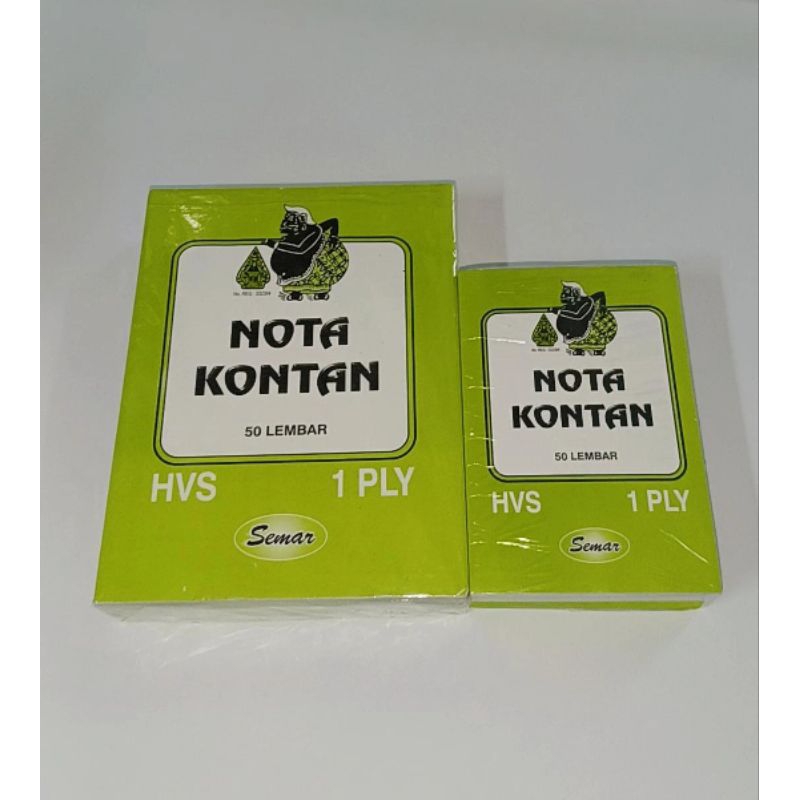 NOTA
KONTAN
50 LEMBAR
HVS 1 PLY
Semar
NOTA
KONTAN
50 LEMBAR
HVS 1 PLY
Semar